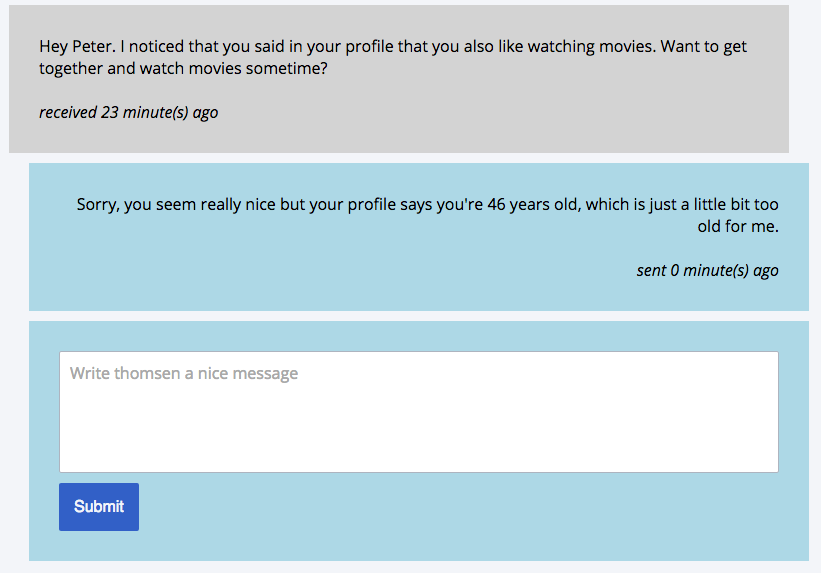 Hey Peter. I noticed that you said in your profile that you also like watching movies. Want to get
together and watch movies sometime?
received 23 minute(s) ago
Sorry, you seem really nice but your profile says you're 46 years old, which is just a little bit too
old for me.
sent 0 minute(s) ago
Write thomsen a nice message
Submit